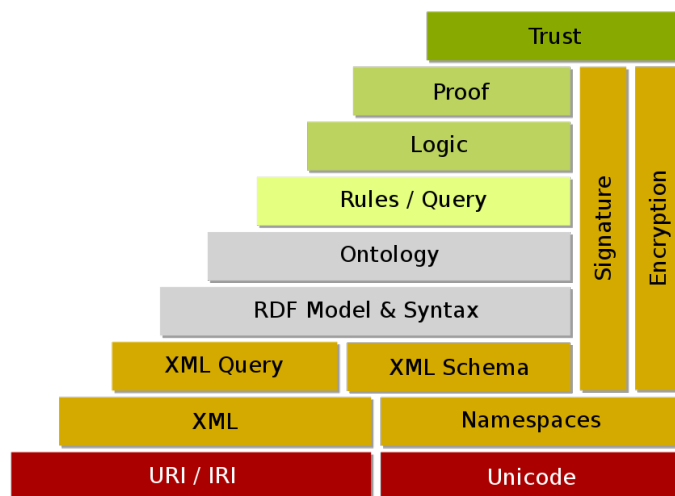 Trust
Proof
Logic
Rules / Query
Ontology
RDF Model & Syntax
XML Query
XML Schema
Signature
Encryption
XML
Namespaces
URI / IRI
Unicode